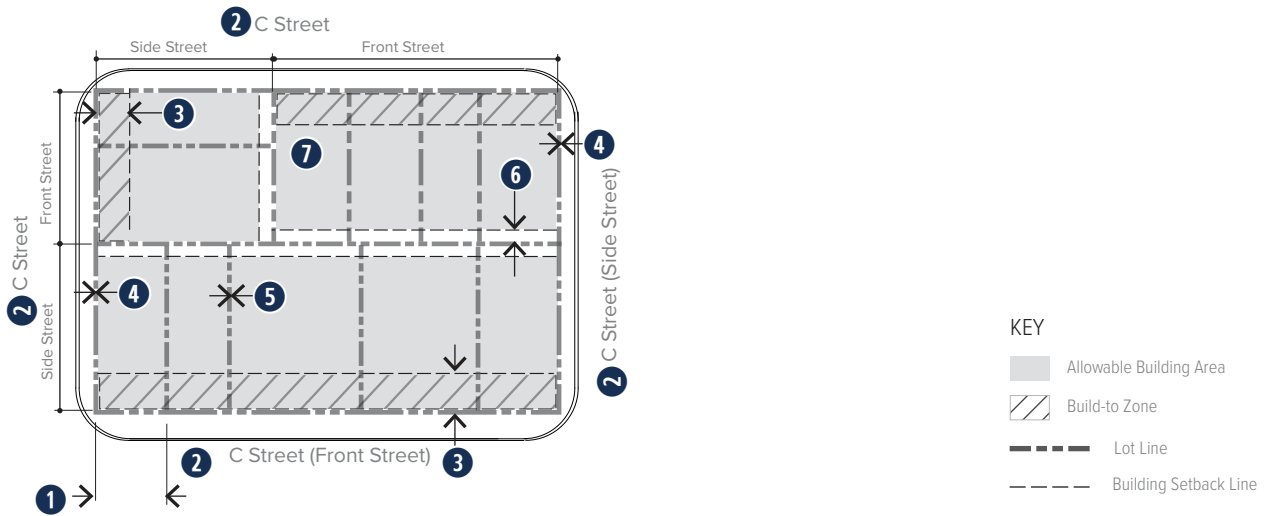 2 C Street
Side Street
Front Street
3
4
7
6
Front Street
C Street (Side Street)
2 C Street
4
5
Side Street
2
2
C Street (Front Street)
3
1
KEY
Allowable Building Area
Build-to Zone
Lot Line
Building Setback Line